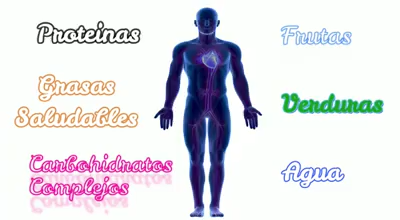 Proteinas
Grasas
Saludables
Carbohidratos
Complejos
Frutas
Verduras
Agua